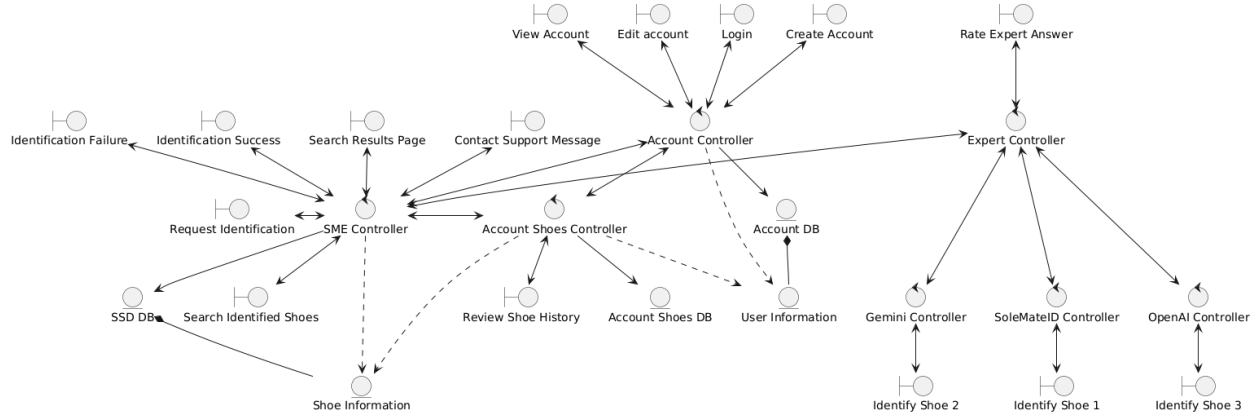 View Account
Edit account
Login
Create Account
Rate Expert Answer
Identification Failure
Identification Success
Search Results Page
Contact Support Message
Account Controller
Expert Controller
Request Identification
SME Controller
Account Shoes Controller
Account DB
SSD DB
Search Identified Shoes
Review Shoe History
Account Shoes DB
User Information
Gemini Controller
SoleMateID Controller
OpenAI Controller
Shoe Information
Identify Shoe 2
Identify Shoe 1
Identify Shoe 3